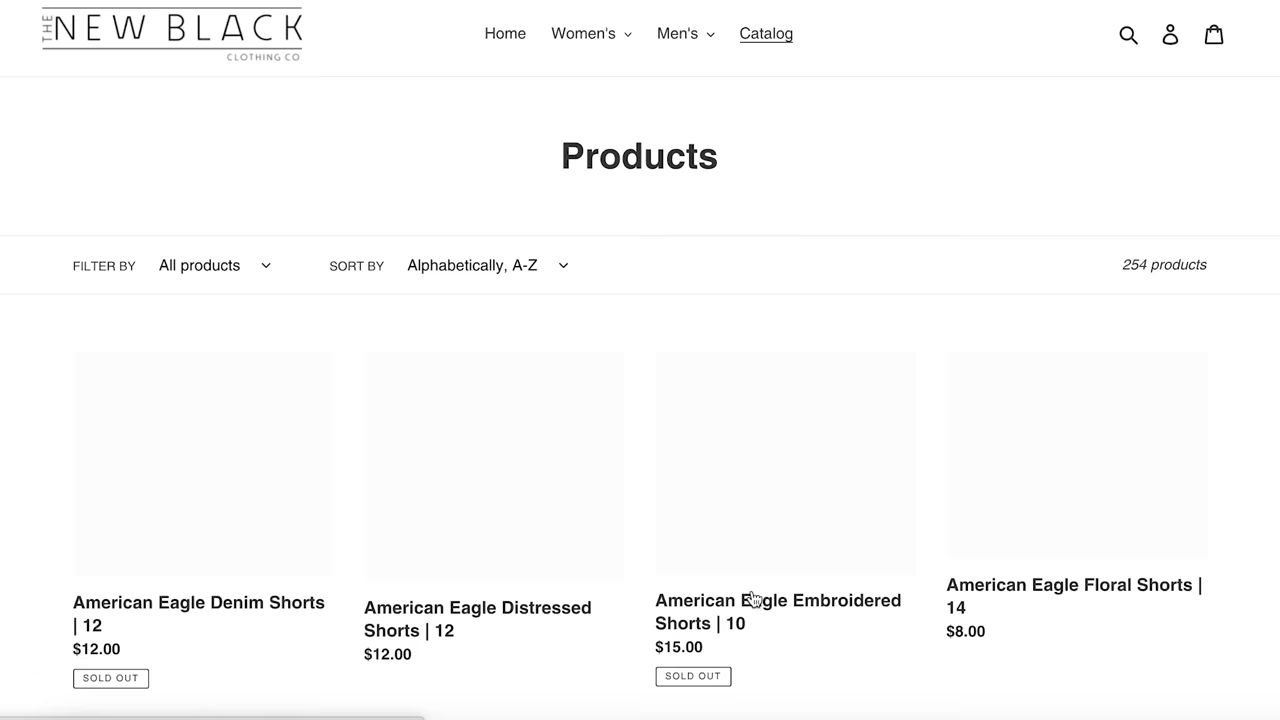 THE
NEW BLACK
CLOTHING CO
Home Women's Men's Catalog
Products
FILTER BY All products SORT BY Alphabetically, A-Z 254 products
American Eagle Denim Shorts
| 12
$12.00
SOLD OUT
American Eagle Distressed
Shorts | 12
$12.00
American Eagle Embroidered
Shorts | 10
$15.00
SOLD OUT
American Eagle Floral Shorts |
14
$8.00